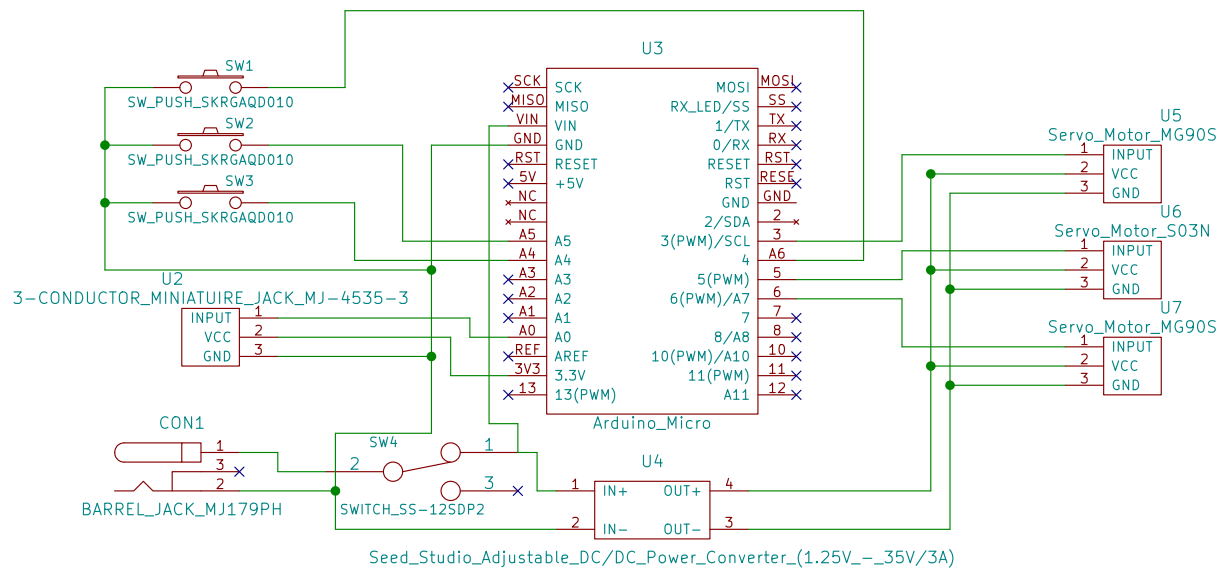 SW1
SW_PUSH_SKRGAQD010
SW2
SW_PUSH_SKRGAQD010
SW3
SW_PUSH_SKRGAQD010
U2
3-CONDUCTOR_MINIATUIRE_JACK_MJ-4535-3
INPUT 1
VCC 2
GND 3
CON1
1
3
2
BARREL_JACK_MJ179PH
SW4
2
1
3
SWITCH_SS-12SDP2
U3
SCK SCK
MISO MISO
VIN VIN
GND GND
RST RESET
5V +5V
NC
NC
A5 A5
A4 A4
A3 A3
A2 A2
A1 A1
A0 A0
REF AREF
3V3 3.3V
13 13(PWM)
MOSI MOSI
RX_LED/SS SS
1/TX TX
0/RX RX
RESET RST
RST RESE
GND GND
2/SDA 2
3(PWM)/SCL 3
4 A6
5(PWM) 5
6(PWM)/A7 6
7 7
8/A8 8
10(PWM)/A10 10
11(PWM) 11
A11 12
Arduino_Micro
U4
1 IN+ OUT+ 4
2 IN- OUT- 3
Seed_Studio_Adjustable_DC/DC_Power_Converter_(1.25V_-_35V/3A)
U5
Servo_Motor_MG90S
1 INPUT
2 VCC
3 GND
U6
Servo_Motor_S03N
1 INPUT
2 VCC
3 GND
U7
Servo_Motor_MG90S
1 INPUT
2 VCC
3 GND